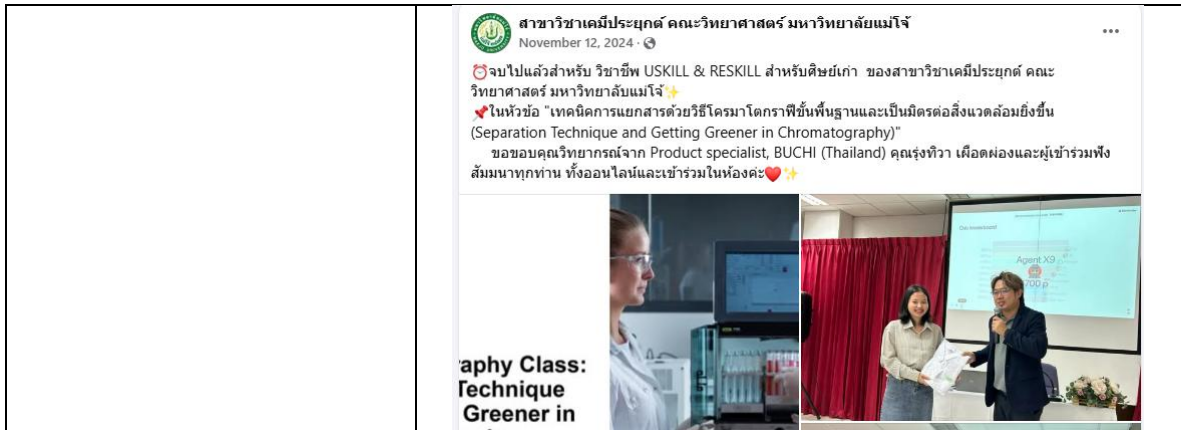 สาขาวิชาเคมีประยุกต์ คณะวิทยาศาสตร์ มหาวิทยาลัยแม่โจ้
November 12, 2024
⏰จบไปแล้วสำหรับ วิชาชีพ USKILL & RESKILL สำหรับศิษย์เก่า ของสาขาวิชาเคมีประยุกต์ คณะ
วิทยาศาสตร์ มหาวิทยาลับแม่โจ้✨
📌ในหัวข้อ "เทคนิคการแยกสารด้วยวิธีโครมาโตกราฟีขั้นพื้นฐานและเป็นมิตรต่อสิ่งแวดล้อมยิ่งขึ้น
(Separation Technique and Getting Greener in Chromatography)"
ขอขอบคุณวิทยากรณ์จาก Product specialist, BUCHI (Thailand) คุณรุ่งทิวา เผือดผ่องและผู้เข้าร่วมฟัง
สัมมนาทุกท่าน ทั้งออนไลน์และเข้าร่วมในห้องค่ะ❤️✨
raphy Class:
Technique
Greener in
Agent X9
700 p